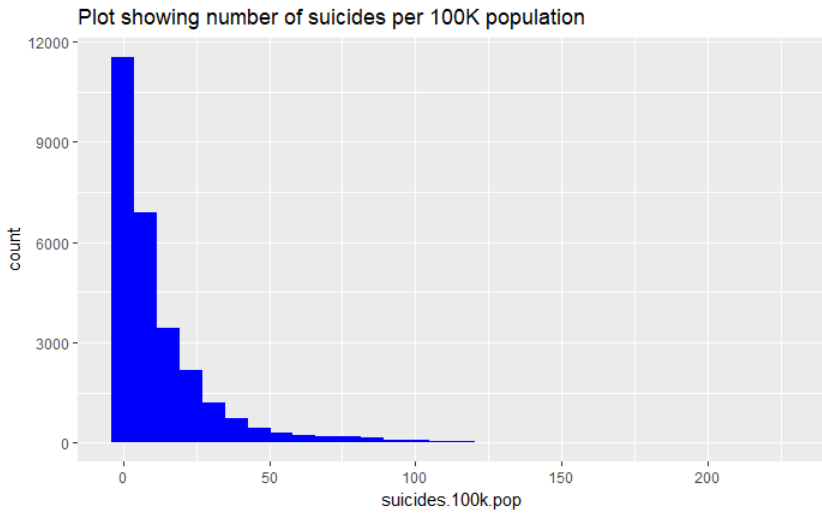 Plot showing number of suicides per 100K population
12000
9000
6000
3000
0
count
0 50 100 150 200
suicides.100k.pop